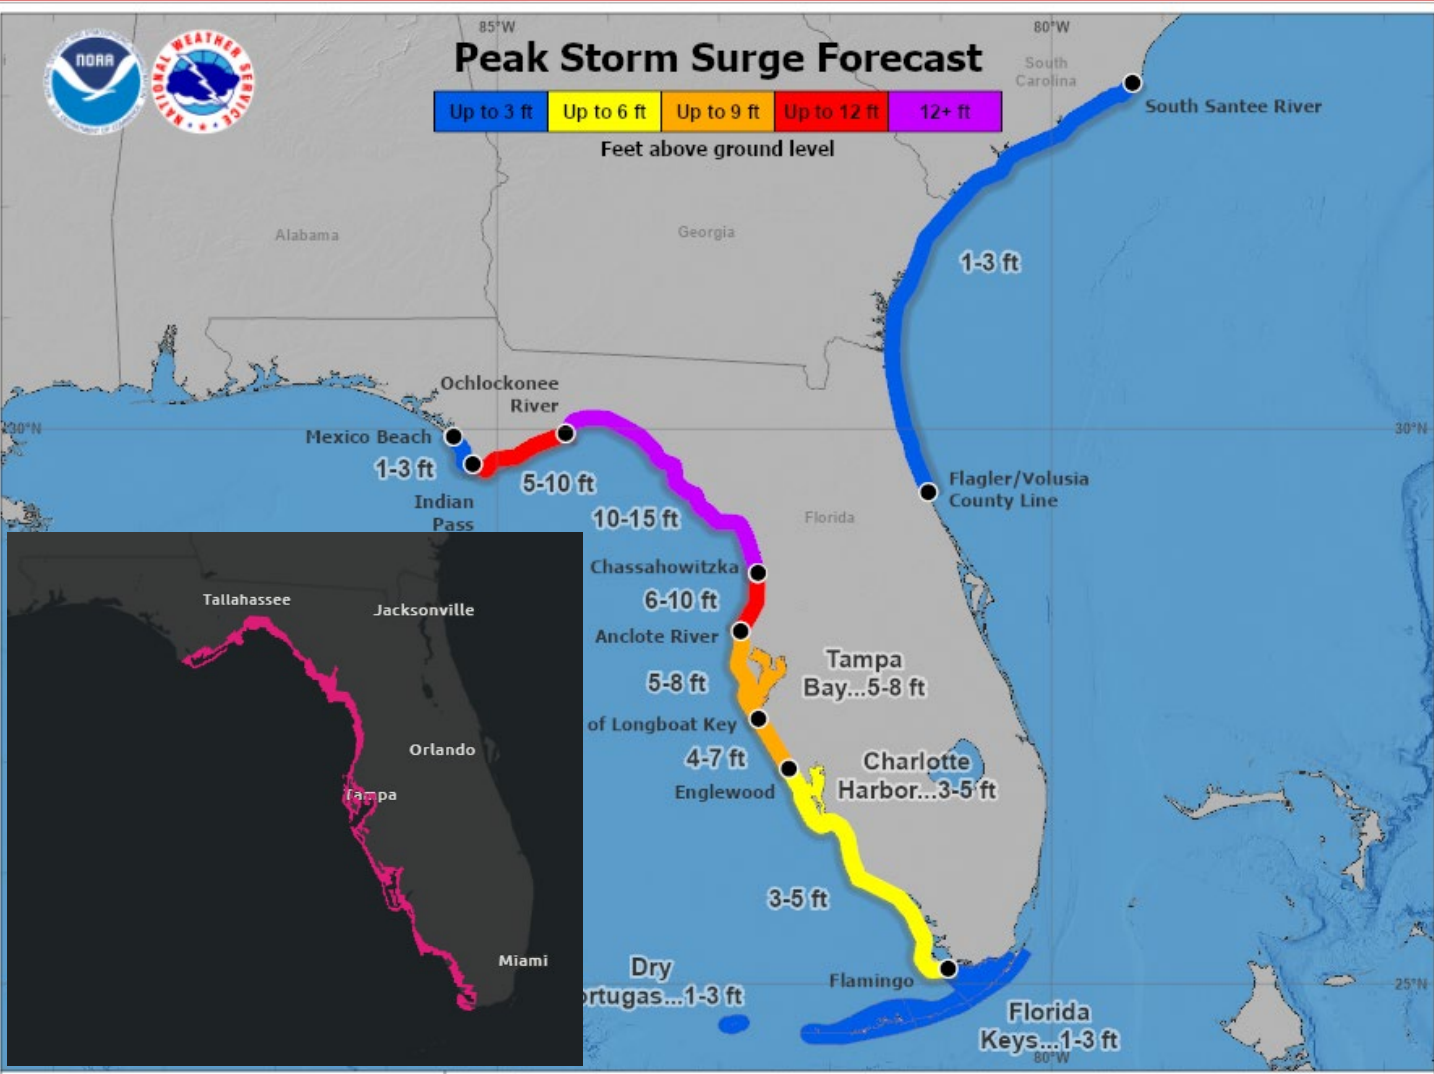 85°W
80°W
Peak Storm Surge Forecast
NOAA
NATIONAL WEATHER SERVICE
Up to 3 ft Up to 6 ft Up to 9 ft Up to 12 ft 12+ ft
Feet above ground level
South
Carolina
South Santee River
Alabama
Georgia
1-3 ft
Ochlockonee
River
30°N
Mexico Beach
30°N
1-3 ft
5-10 ft
Indian
Pass
Flagler/Volusia
County Line
10-15 ft
Florida
Chassahowitzka
6-10 ft
Anclote River
Tallahassee
Jacksonville
5-8 ft
Tampa
Bay...5-8 ft
of Longboat Key
4-7 ft
Englewood
Charlotte
Harbor...3-5 ft
Orlando
Tampa
3-5 ft
Miami
Dry
ortugas...1-3 ft
Flamingo
25°N
Florida
Keys...1-3 ft
80°W